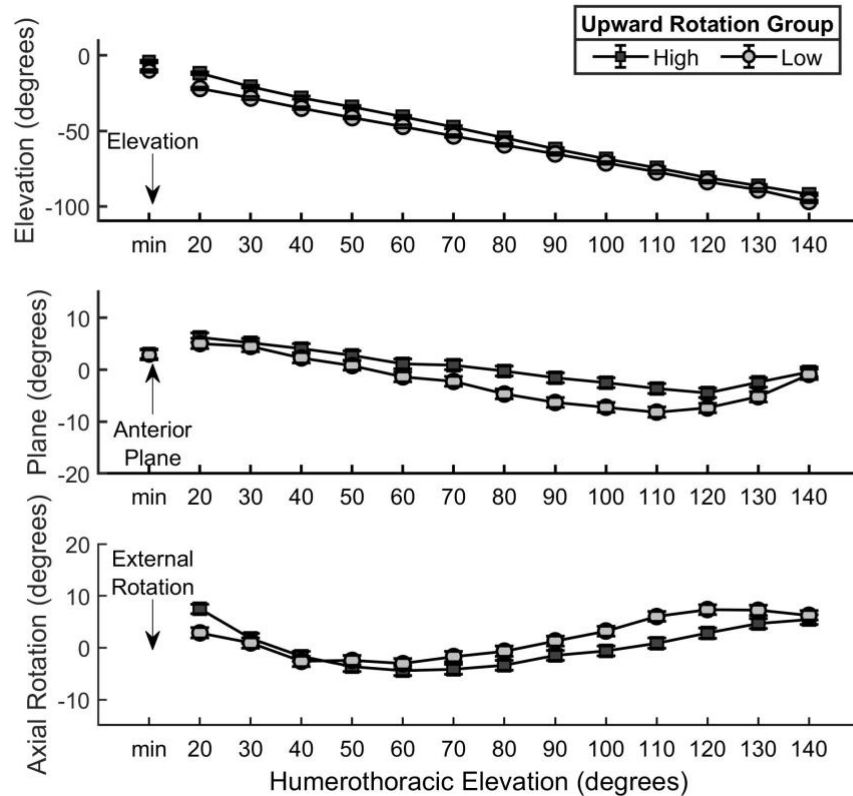 Upward Rotation Group
High Low
Elevation (degrees)
0
-50
-100
Elevation
min 20 30 40 50 60 70 80 90 100 110 120 130 140
Plane (degrees)
10
0
-10
-20
Anterior
Plane
min 20 30 40 50 60 70 80 90 100 110 120 130 140
Axial Rotation (degrees)
20
10
0
-10
External
Rotation
min 20 30 40 50 60 70 80 90 100 110 120 130 140
Humerothoracic Elevation (degrees)